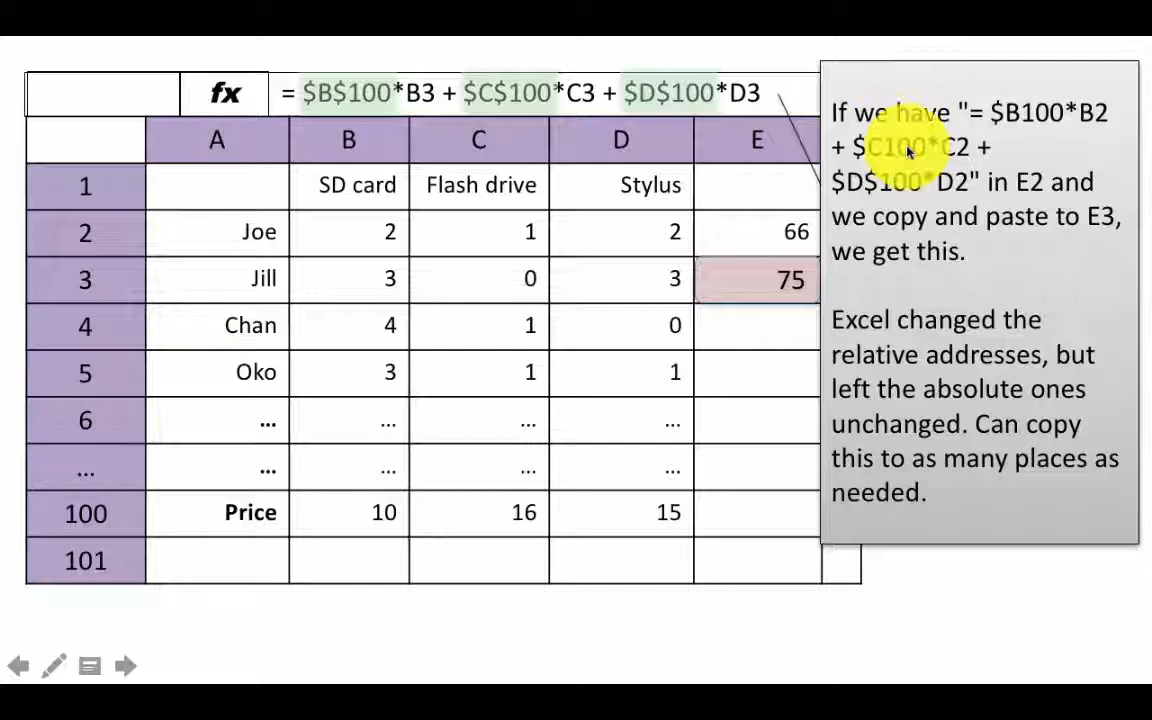 fx = $B$100*B3 + $C$100*C3 + $D$100*D3
A B C D E
1 SD card Flash drive Stylus
2 Joe 2 1 2 66
3 Jill 3 0 3 75
4 Chan 4 1 0
5 Oko 3 1 1
6 ... ... ... ...
... ... ... ... ...
100 Price 10 16 15
101
If we have "= $B100*B2
+ $C100*C2 +
$D$100*D2" in E2 and
we copy and paste to E3,
we get this.
Excel changed the
relative addresses, but
left the absolute ones
unchanged. Can copy
this to as many places as
needed.